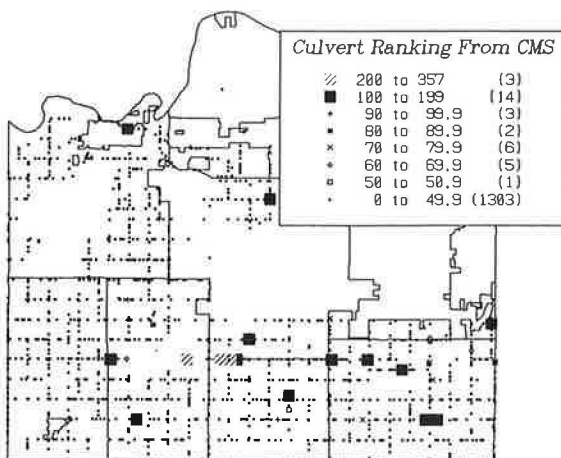 Culvert Ranking From CMS
200 to 357 (3)
100 to 199 (14)
90 to 99.9 (3)
80 to 89.9 (2)
70 to 79.9 (6)
60 to 69.9 (5)
50 to 50.9 (1)
0 to 49.9 (1303)